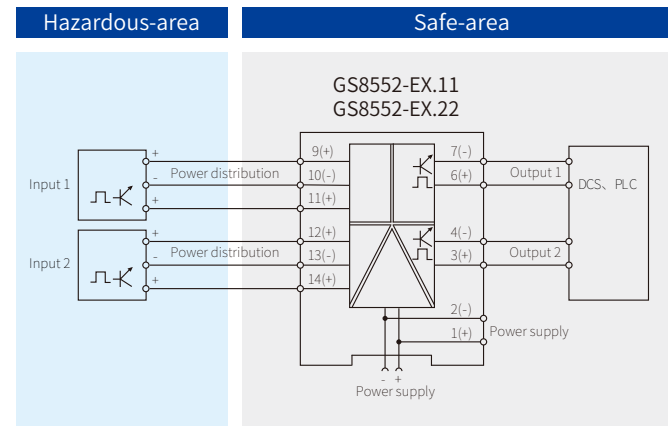 Hazardous-area
Safe-area
GS8552-EX.11
GS8552-EX.22
+
9(+)
7(-)
Input 1
-
Power distribution
10(-)
6(+)
Output 1
DCS、PLC
+
11(+)
+
12(+)
4(-)
Input 2
-
Power distribution
13(-)
3(+)
Output 2
+
14(+)
2(-)
1(+)
Power supply
- +
Power supply